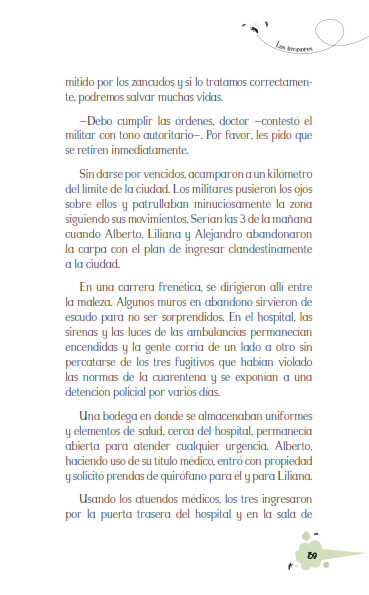 Los invasores
mitido por los zancudos y si lo tratamos correctamen-
te, podremos salvar muchas vidas.
—Debo cumplir las órdenes, doctor —contestó el
militar con tono autoritario—. Por favor, les pido que
se retiren inmediatamente.
Sin darse por vencidos, acamparon a un kilómetro
del límite de la ciudad. Los militares pusieron los ojos
sobre ellos y patrullaban minuciosamente la zona
siguiendo sus movimientos. Serían las 3 de la mañana
cuando Alberto, Liliana y Alejandro abandonaron
la carpa con el plan de ingresar clandestinamente
a la ciudad.
En una carrera frenética, se dirigieron allí entre
la maleza. Algunos muros en abandono sirvieron de
escudo para no ser sorprendidos. En el hospital, las
sirenas y las luces de las ambulancias permanecían
encendidas y la gente corría de un lado a otro sin
percatarse de los tres fugitivos que habían violado
las normas de la cuarentena y se exponían a una
detención policial por varios días.
Una bodega en donde se almacenaban uniformes
y elementos de salud, cerca del hospital, permanecía
abierta para atender cualquier urgencia. Alberto,
haciendo uso de su título médico, entró con propiedad
y solicitó prendas de quirófano para él y para Liliana.
Usando los atuendos médicos, los tres ingresaron
por la puerta trasera del hospital y en la sala de
39